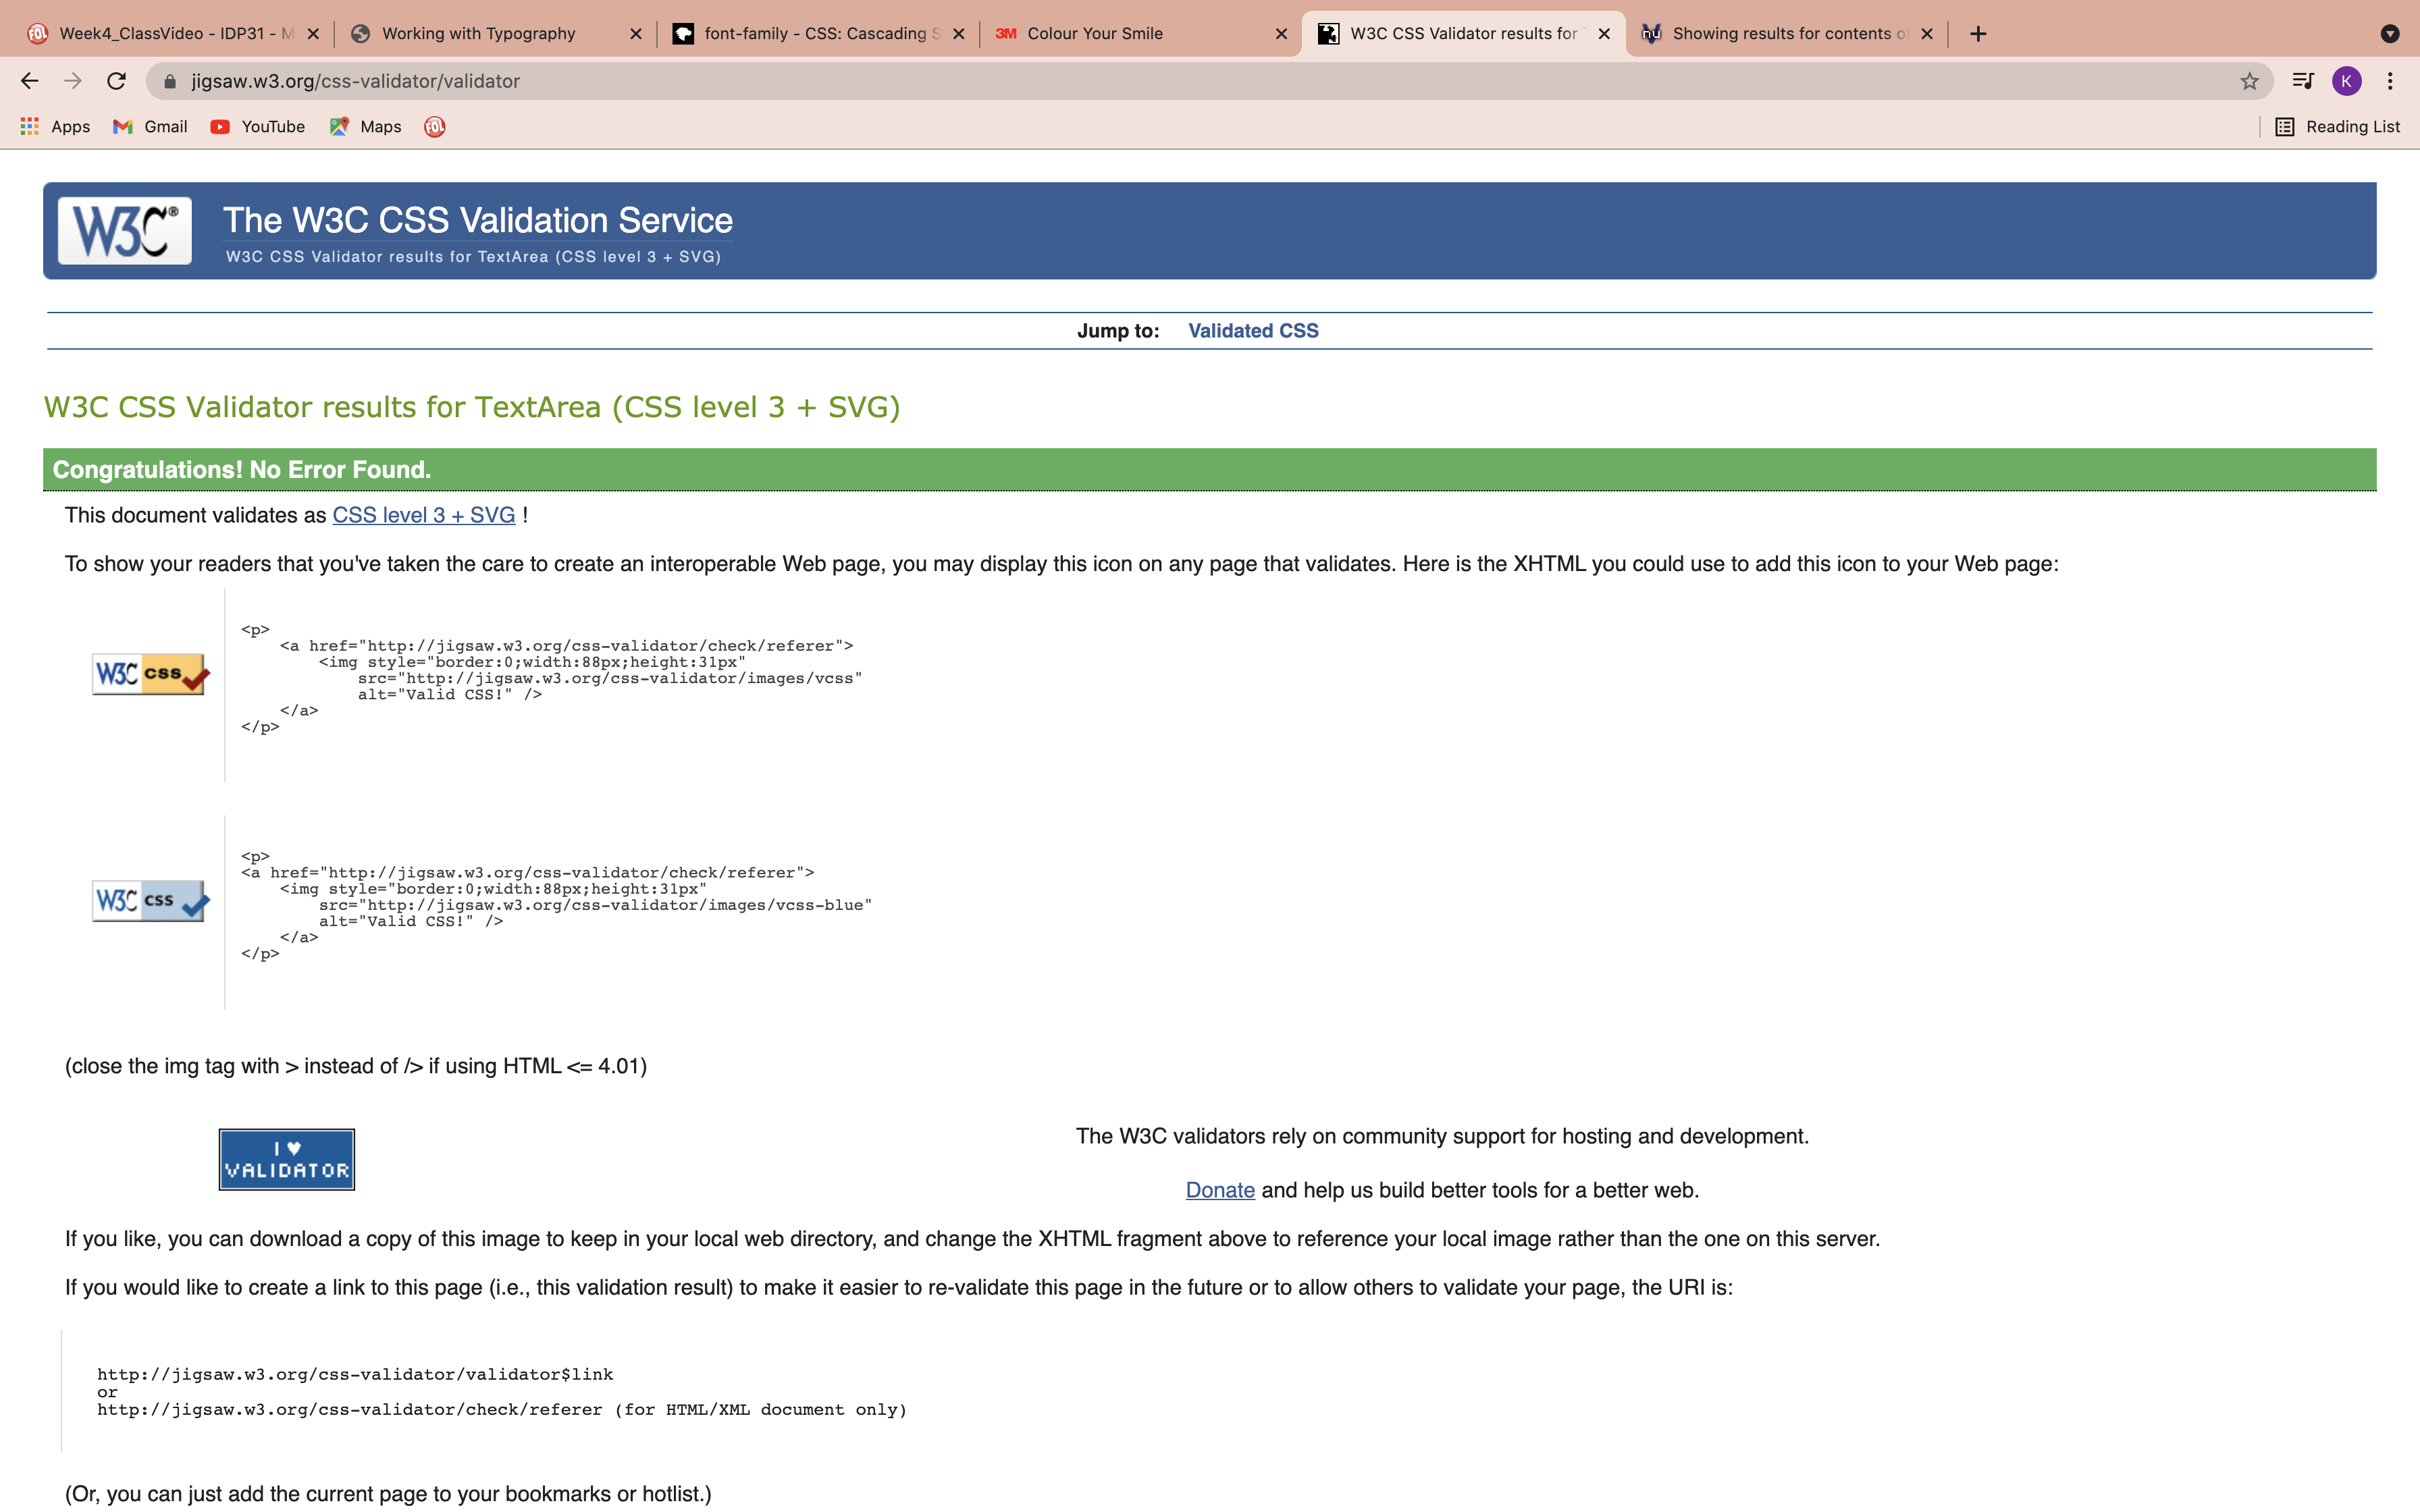 Week4_ClassVideo - IDP31 - M
Working with Typography
font-family - CSS: Cascading S
3M Colour Your Smile
W3C CSS Validator results for
Showing results for contents of
jigsaw.w3.org/css-validator/validator
K
Apps
Gmail
YouTube
Maps
FOL
Reading List
W3C®
The W3C CSS Validation Service
W3C CSS Validator results for TextArea (CSS level 3 + SVG)
Jump to: Validated CSS
W3C CSS Validator results for TextArea (CSS level 3 + SVG)
Congratulations! No Error Found.
This document validates as CSS level 3 + SVG !
To show your readers that you've taken the care to create an interoperable Web page, you may display this icon on any page that validates. Here is the XHTML you could use to add this icon to your Web page:
W3C css
<p>
<a href="http://jigsaw.w3.org/css-validator/check/referer">
<img style="border:0;width:88px;height:31px"
src="http://jigsaw.w3.org/css-validator/images/vcss"
alt="Valid CSS!" />
</a>
</p>
W3C css
<p>
<a href="http://jigsaw.w3.org/css-validator/check/referer">
<img style="border:0;width:88px;height:31px"
src="http://jigsaw.w3.org/css-validator/images/vcss-blue"
alt="Valid CSS!" />
</a>
</p>
(close the img tag with > instead of /> if using HTML <= 4.01)
I ♥
VALIDATOR
The W3C validators rely on community support for hosting and development.
Donate and help us build better tools for a better web.
If you like, you can download a copy of this image to keep in your local web directory, and change the XHTML fragment above to reference your local image rather than the one on this server.
If you would like to create a link to this page (i.e., this validation result) to make it easier to re-validate this page in the future or to allow others to validate your page, the URI is:
http://jigsaw.w3.org/css-validator/validator$link
or
http://jigsaw.w3.org/css-validator/check/referer (for HTML/XML document only)
(Or, you can just add the current page to your bookmarks or hotlist.)